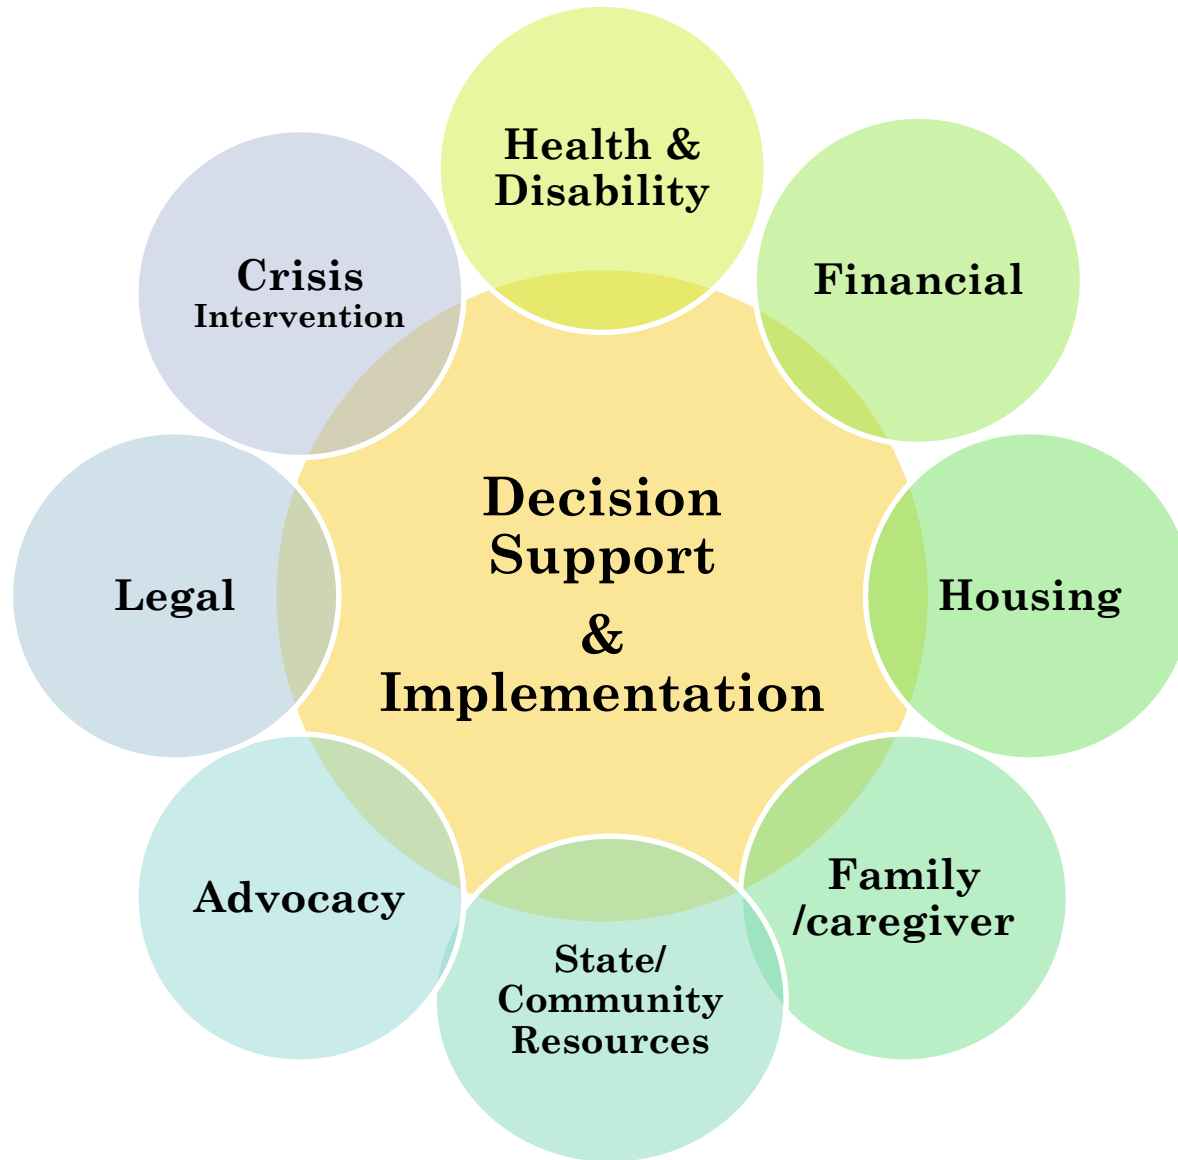 Health &
Disability
Financial
Housing
Family
/caregiver
State/
Community
Resources
Advocacy
Legal
Crisis
Intervention
Decision
Support
&
Implementation